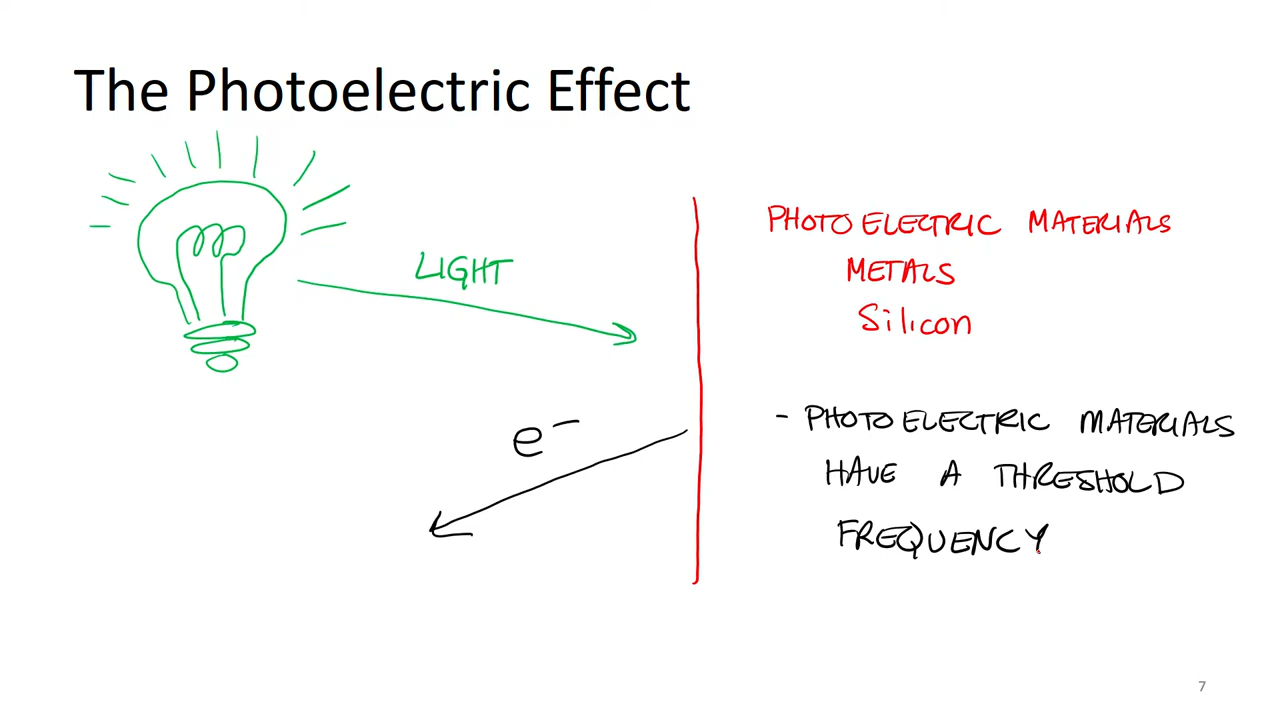 The Photoelectric Effect
LIGHT
e⁻
PHOTOELECTRIC MATERIALS
METALS
Silicon
- PHOTOELECTRIC MATERIALS
HAVE A THRESHOLD
FREQUENCY
7